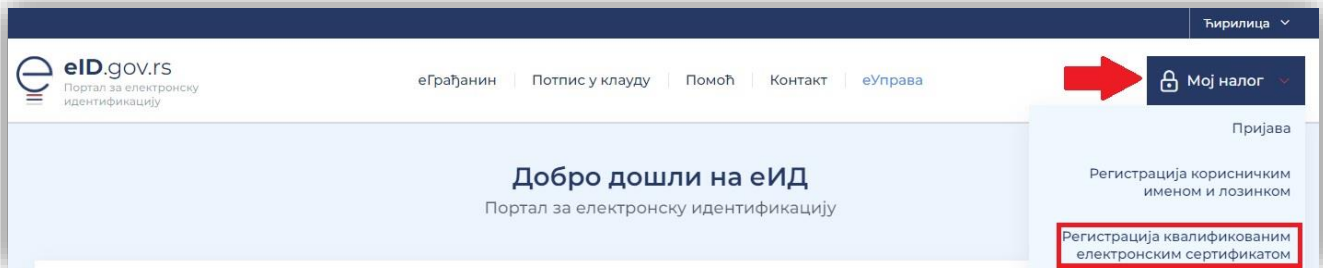 Ћирилица
eID.gov.rs
Портал за електронску
идентификацију
еГрађанин
Потпис у клауду
Помоћ
Контакт
еУправа
Мој налог
Пријава
Регистрација корисничким
именом и лозинком
Регистрација квалификованим
електронским сертификатом
Добро дошли на еИД
Портал за електронску идентификацију